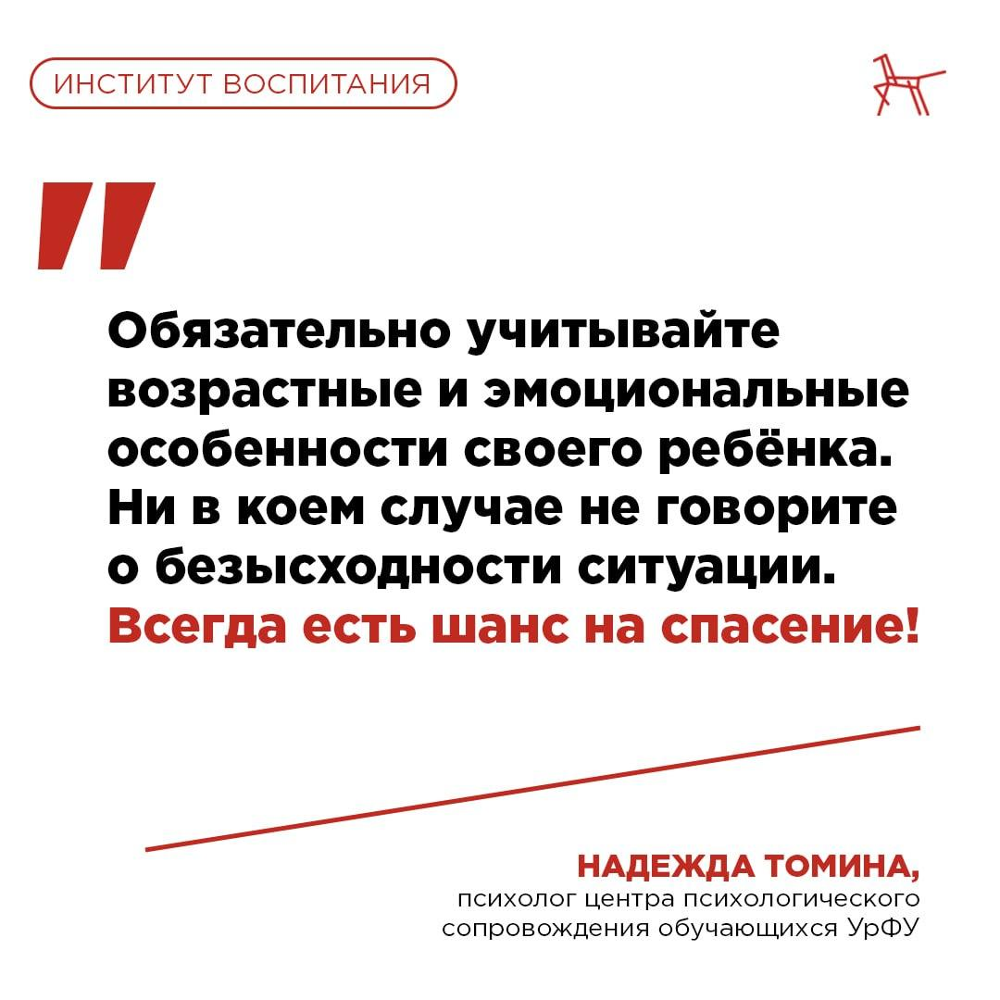 ИНСТИТУТ ВОСПИТАНИЯ
Обязательно учитывайте
возрастные и эмоциональные
особенности своего ребёнка.
Ни в коем случае не говорите
о безысходности ситуации.
Всегда есть шанс на спасение!
НАДЕЖДА ТОМИНА,
психолог центра психологического
сопровождения обучающихся УрФУ